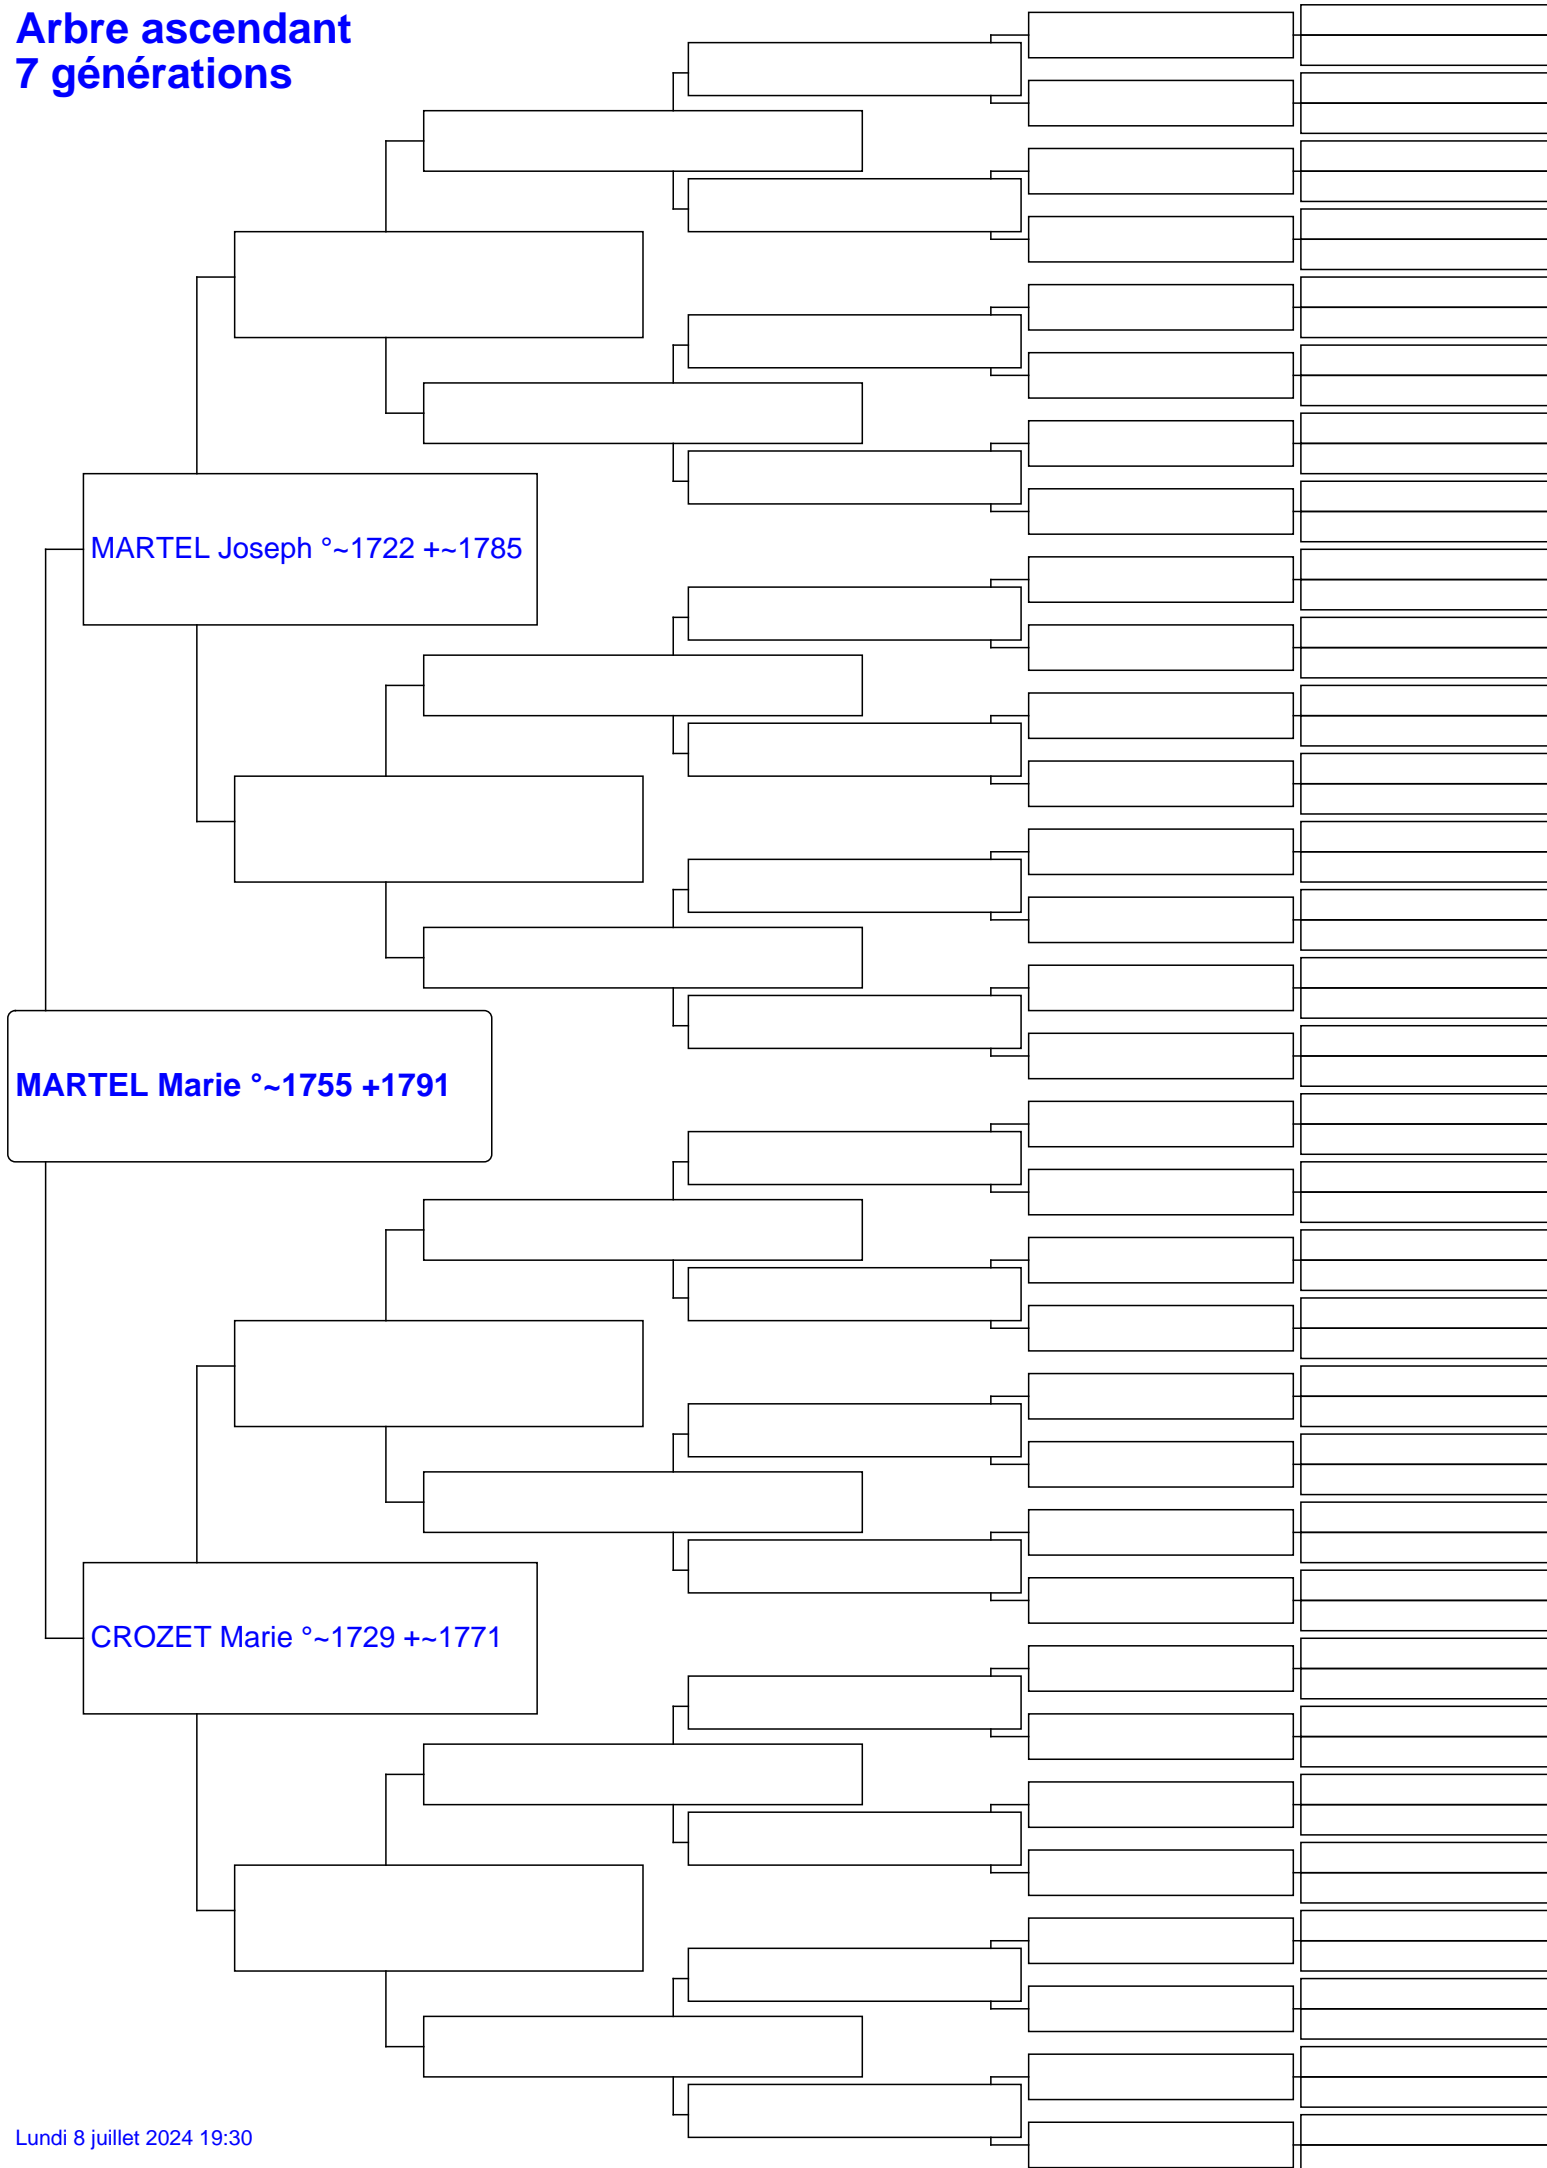 Arbre ascendant
7 générations
MARTEL Joseph °~1722 +~1785
MARTEL Marie °~1755 +1791
CROZET Marie °~1729 +~1771
Lundi 8 juillet 2024 19:30